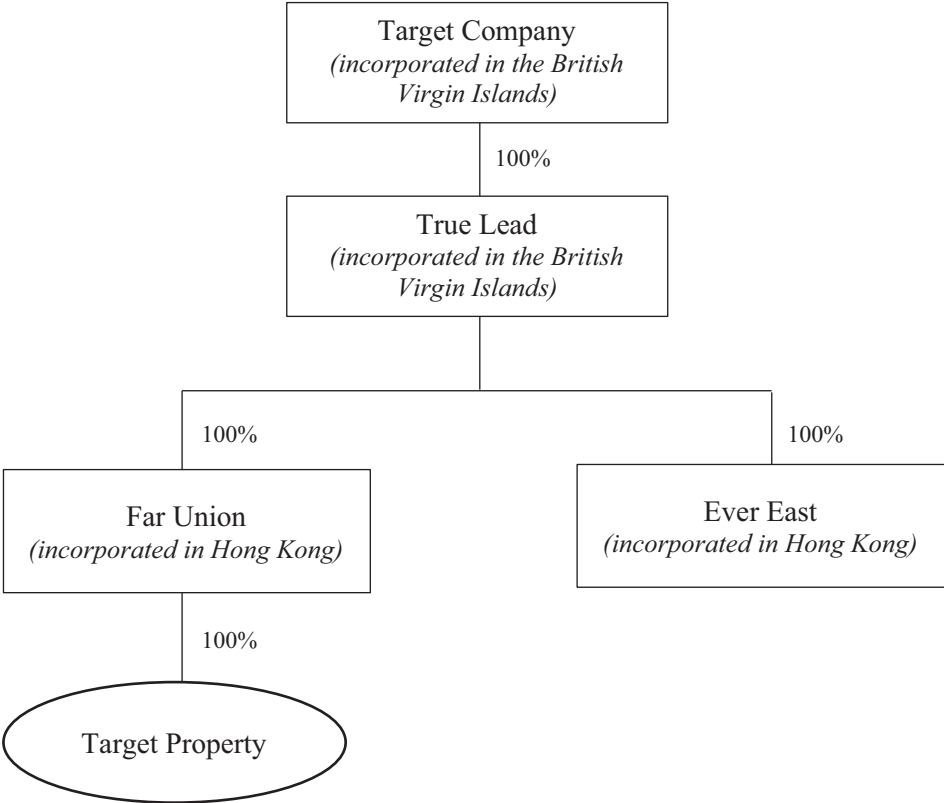 Target Company
(incorporated in the British
Virgin Islands)
100%
True Lead
(incorporated in the British
Virgin Islands)
100%
100%
Far Union
(incorporated in Hong Kong)
Ever East
(incorporated in Hong Kong)
100%
Target Property